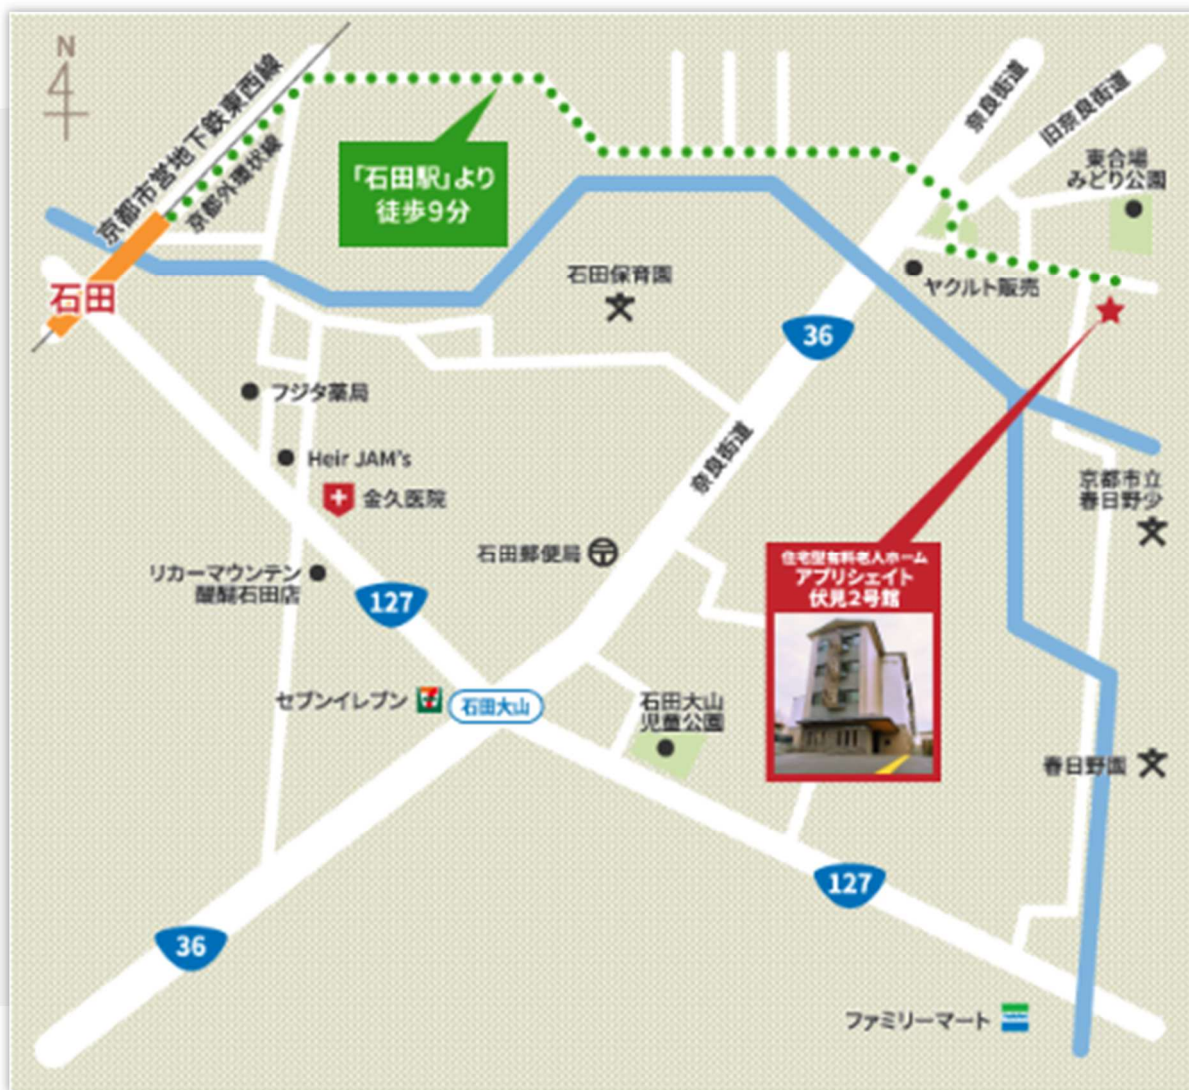 N
京都市営地下鉄東西線
京都外環状線
「石田駅」より
徒歩9分
奈良街道
旧奈良街道
東合場
みどり公園
石田
石田保育園
ヤクルト販売
36
フジタ薬局
Heir JAM's
金久医院
奈良街道
京都市立
春日野少
石田郵便局
リカーマウンテン
醍醐石田店
127
住宅型有料老人ホーム
アプリシェイト
伏見2号館
セブンイレブン
石田大山
石田大山
児童公園
春日野園
127
36
ファミリーマート